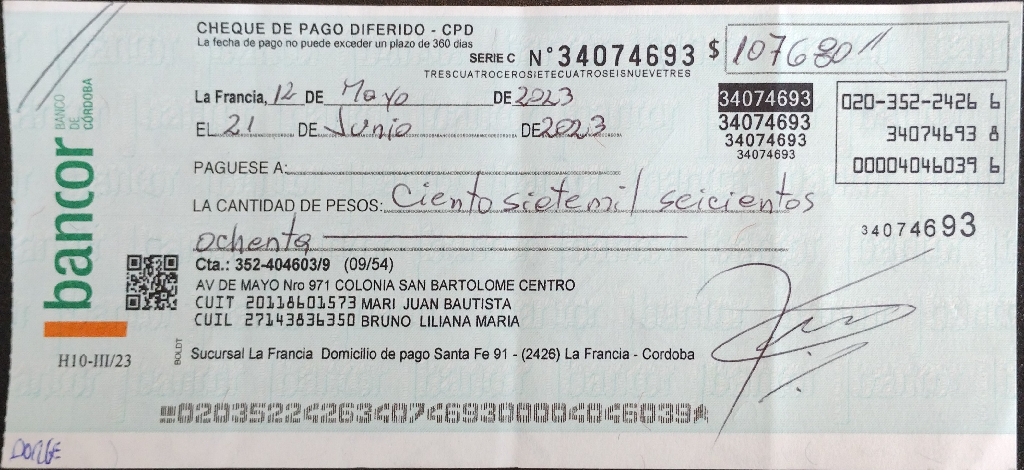 CHEQUE DE PAGO DIFERIDO - CPD
La fecha de pago no puede exceder un plazo de 360 dias
SERIE C N°34074693 $ 107680
TRESCUATROCEROSIETECUATROSEISNUEVETRES
La Francia, 12 DE Mayo DE 2023
EL 21 DE Junio DE 2023
34074693
34074693
34074693
34074693
020-352-2426 6
34074693 8
00004046039 6
PAGUESE A:
LA CANTIDAD DE PESOS: Ciento siete mil seicientos
ochenta
34074693
Cta.: 352-404603/9 (09/54)
AV DE MAYO Nro 971 COLONIA SAN BARTOLOME CENTRO
CUIT 20118601573 MARI JUAN BAUTISTA
CUIL 27143836350 BRUNO LILIANA MARIA
Sucursal La Francia Domicilio de pago Santa Fe 91 - (2426) La Francia - Cordoba
bancor
BANCO
DE
CÓRDOBA
H10-III/23
BOLDT
02035224263407469300004046039